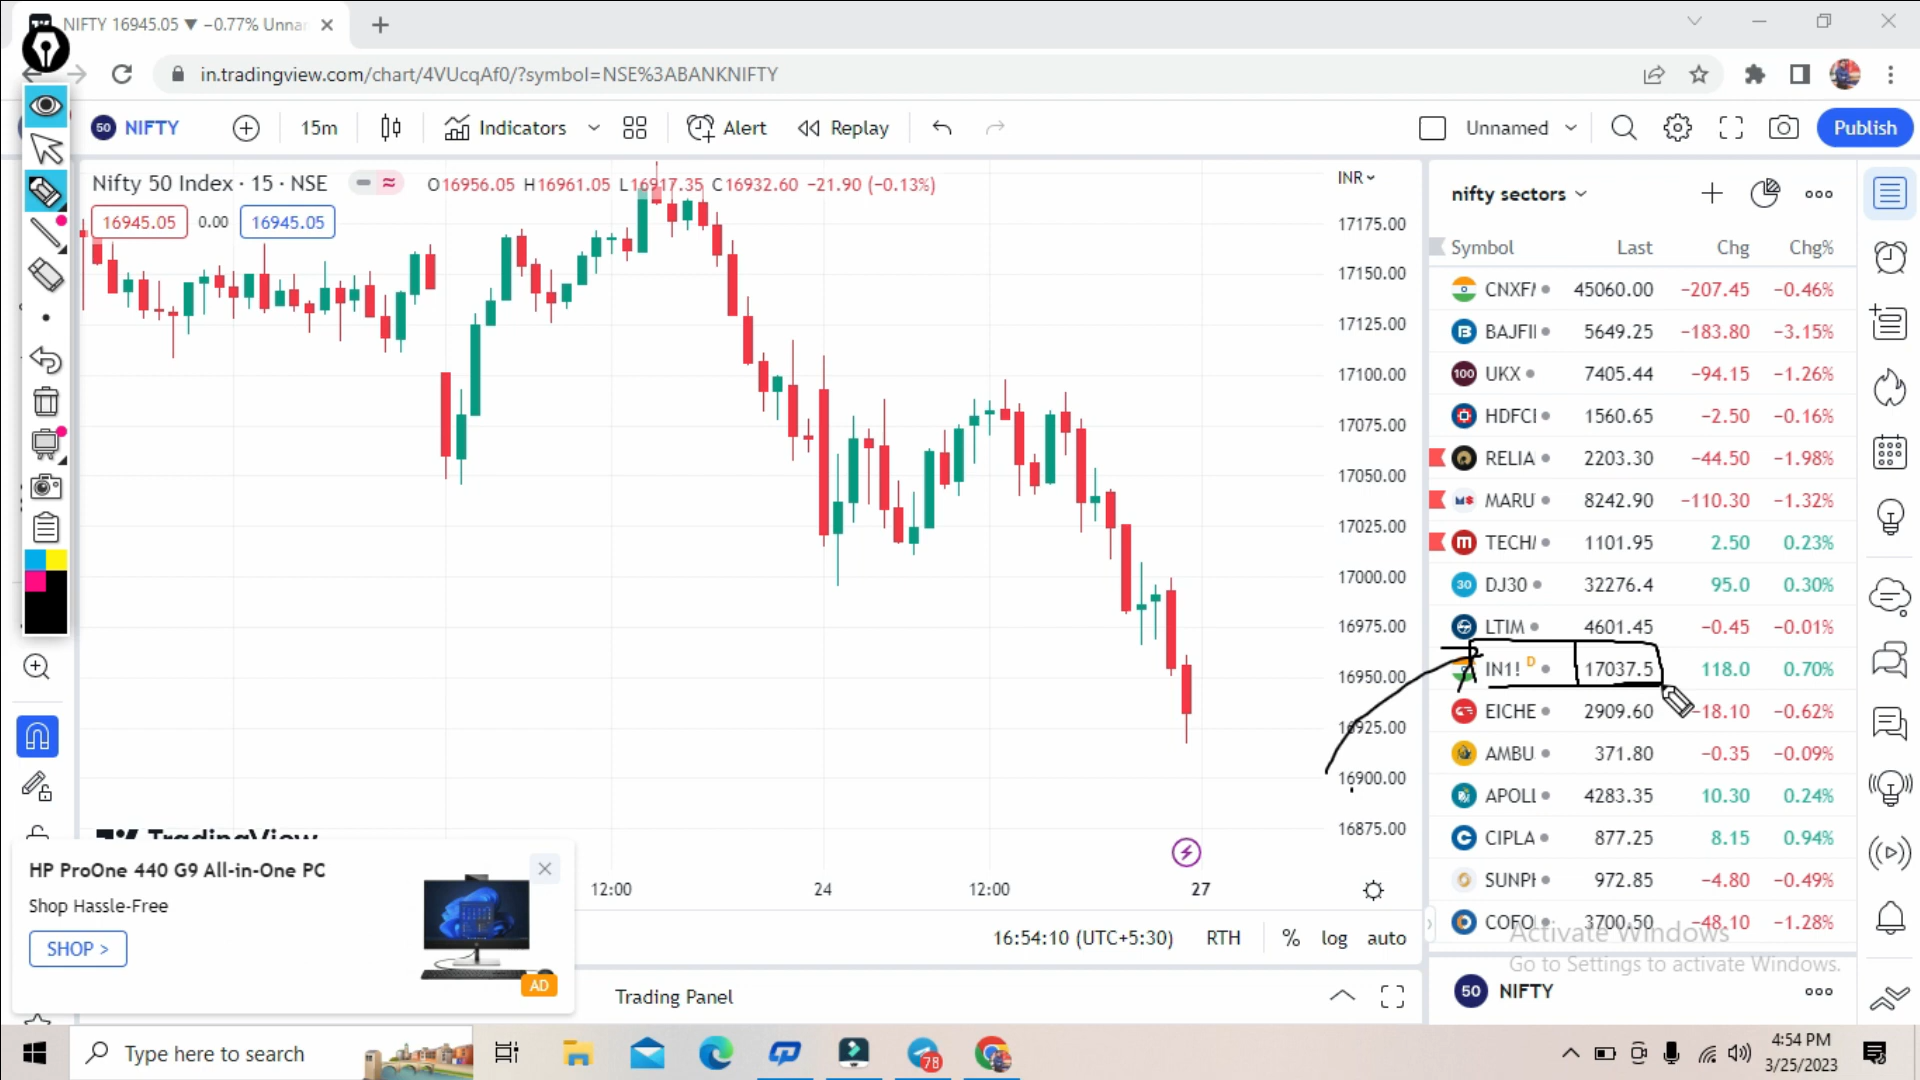 NIFTY 16945.05 ▼ −0.77% Unna
in.tradingview.com/chart/4VUcqAf0/?symbol=NSE%3ABANKNIFTY
50 NIFTY 15m Indicators Alert Replay Unnamed Publish
Nifty 50 Index · 15 · NSE O16956.05 H16961.05 L16917.35 C16932.60 −21.90 (−0.13%)
16945.05 0.00 16945.05
INR
17175.00
17150.00
17125.00
17100.00
17075.00
17050.00
17025.00
17000.00
16975.00
16950.00
16925.00
16900.00
16875.00
12:00 24 12:00 27
16:54:10 (UTC+5:30) RTH % log auto
Trading Panel
TradingView
HP ProOne 440 G9 All-in-One PC
Shop Hassle-Free
SHOP >
AD
nifty sectors
Symbol Last Chg Chg%
CNXF 45060.00 −207.45 −0.46%
BAJFI 5649.25 −183.80 −3.15%
100 UKX 7405.44 −94.15 −1.26%
HDFC 1560.65 −2.50 −0.16%
RELIA 2203.30 −44.50 −1.98%
MARU 8242.90 −110.30 −1.32%
TECH 1101.95 2.50 0.23%
30 DJ30 32276.4 95.0 0.30%
LTIM 4601.45 −0.45 −0.01%
IN1! D 17037.5 118.0 0.70%
EICHE 2909.60 −18.10 −0.62%
AMBU 371.80 −0.35 −0.09%
APOLL 4283.35 10.30 0.24%
CIPLA 877.25 8.15 0.94%
SUNP 972.85 −4.80 −0.49%
COFO 3700.50 −48.10 −1.28%
Activate Windows
Go to Settings to activate Windows.
50 NIFTY
Type here to search
78
4:54 PM
3/25/2023